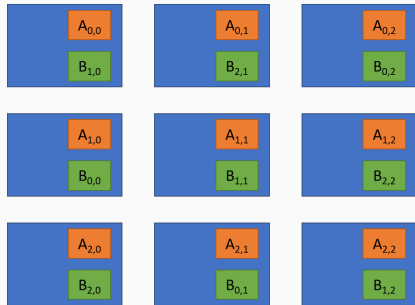 A0,0 A0,1 A0,2
B1,0 B2,1 B0,2
A1,0 A1,1 A1,2
B0,0 B1,1 B2,2
A2,0 A2,1 A2,2
B2,0 B0,1 B1,2